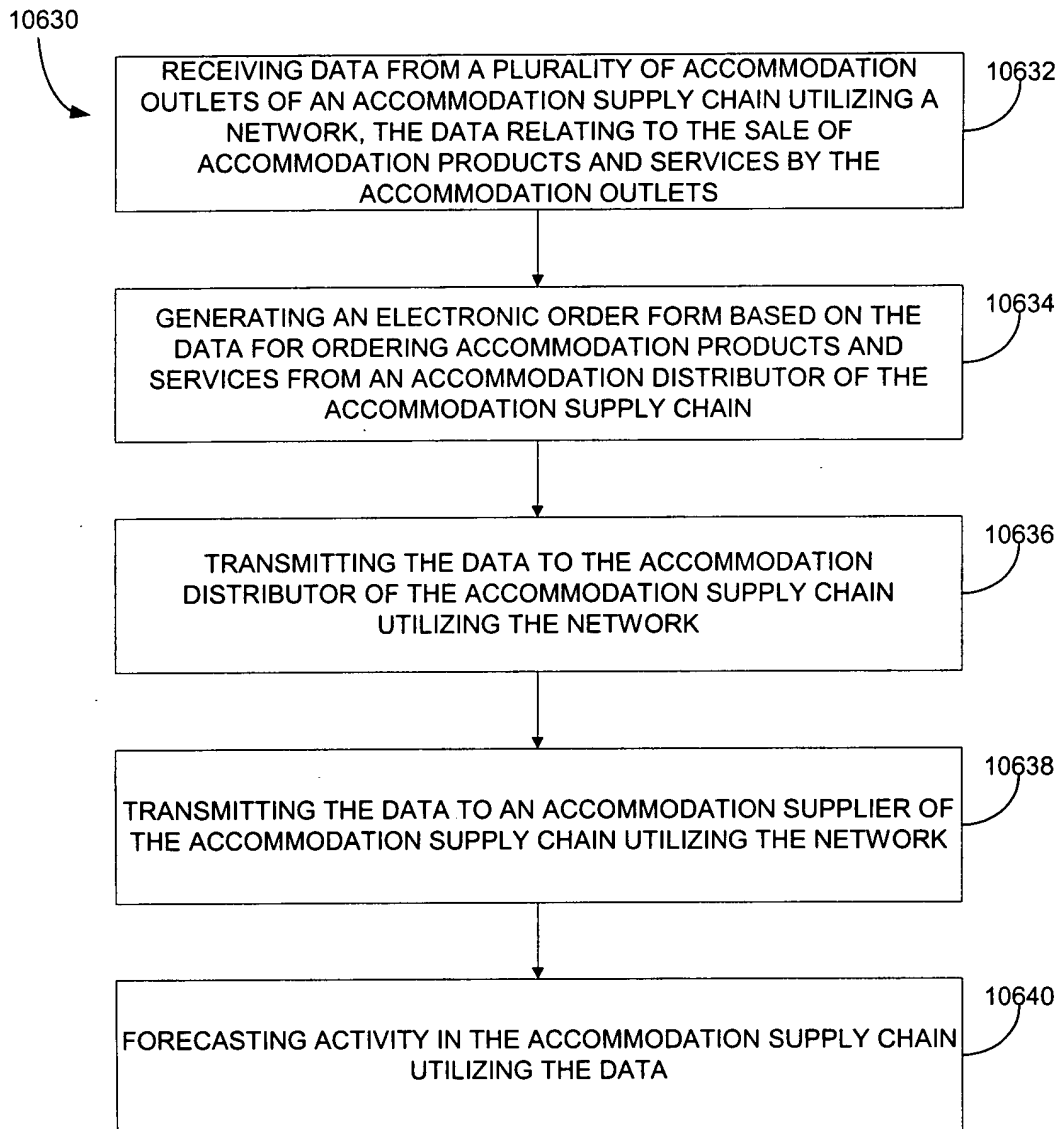 10630
RECEIVING DATA FROM A PLURALITY OF ACCOMMODATION
OUTLETS OF AN ACCOMMODATION SUPPLY CHAIN UTILIZING A
NETWORK, THE DATA RELATING TO THE SALE OF
ACCOMMODATION PRODUCTS AND SERVICES BY THE
ACCOMMODATION OUTLETS
10632
GENERATING AN ELECTRONIC ORDER FORM BASED ON THE
DATA FOR ORDERING ACCOMMODATION PRODUCTS AND
SERVICES FROM AN ACCOMMODATION DISTRIBUTOR OF THE
ACCOMMODATION SUPPLY CHAIN
10634
TRANSMITTING THE DATA TO THE ACCOMMODATION
DISTRIBUTOR OF THE ACCOMMODATION SUPPLY CHAIN
UTILIZING THE NETWORK
10636
TRANSMITTING THE DATA TO AN ACCOMMODATION SUPPLIER OF
THE ACCOMMODATION SUPPLY CHAIN UTILIZING THE NETWORK
10638
FORECASTING ACTIVITY IN THE ACCOMMODATION SUPPLY CHAIN
UTILIZING THE DATA
10640